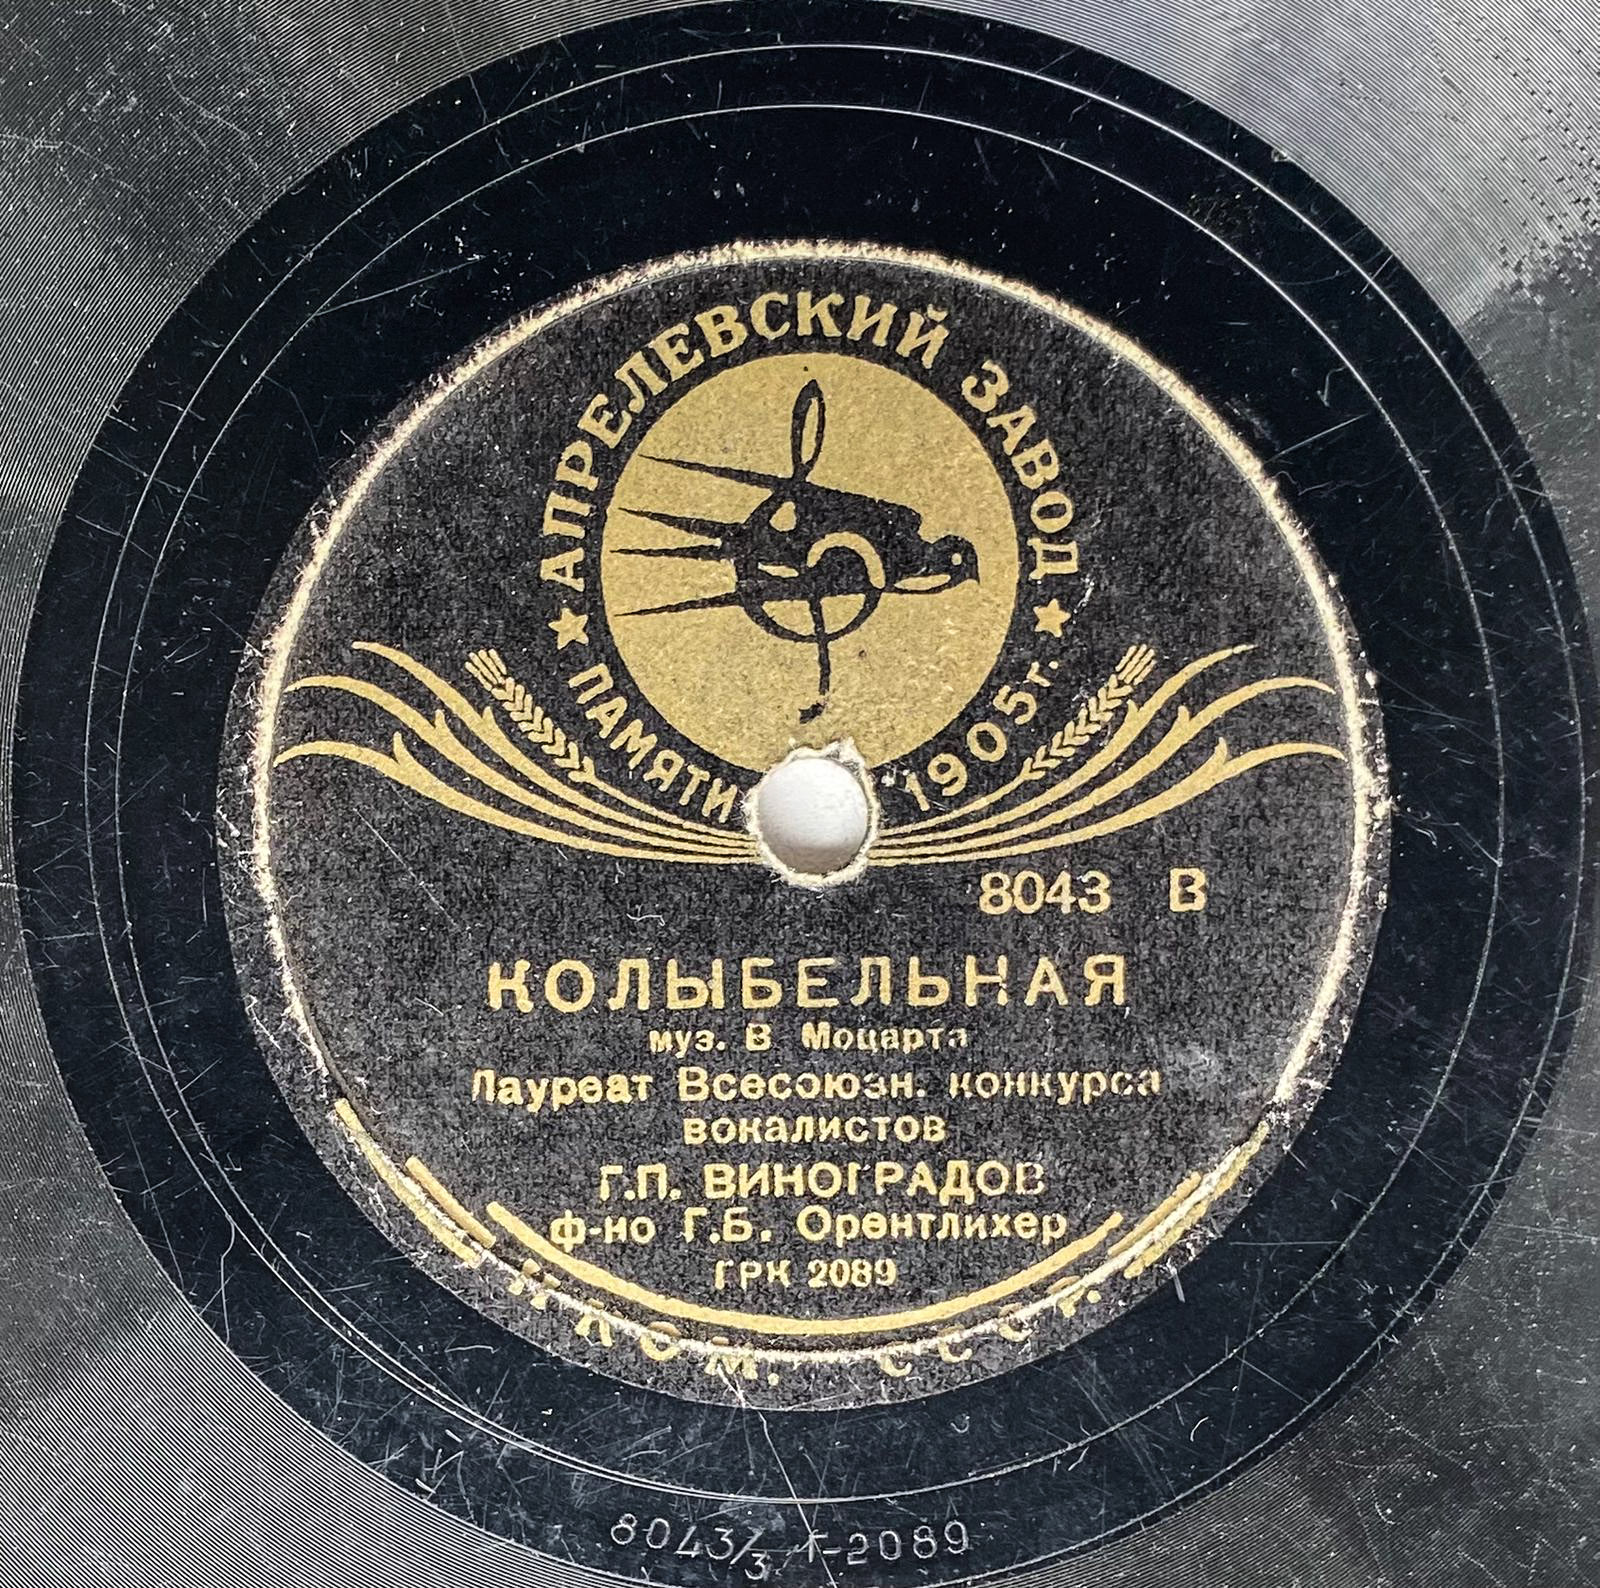 АПРЕЛЕВСКИЙ ЗАВОД
ПАМЯТИ 1905 г.
8043 В
КОЛЫБЕЛЬНАЯ
муз. В Моцарта
Лауреат Всесоюзн. конкурса
вокалистов
Г.П. ВИНОГРАДОВ
ф-но Г.Б. Орентлихер
ГРК 2089
8043/3 Г-2089